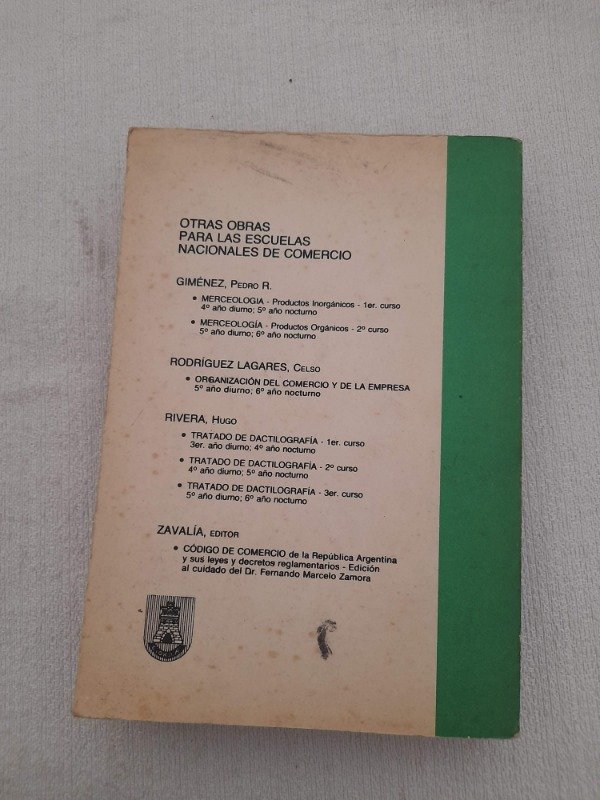 OTRAS OBRAS
PARA LAS ESCUELAS
NACIONALES DE COMERCIO
GIMÉNEZ, PEDRO R.
• MERCEOLOGIA - Productos Inorgánicos - 1er. curso
4º año diurno; 5º año nocturno
• MERCEOLOGÍA - Productos Orgánicos - 2º curso
5º año diurno; 6º año nocturno
RODRÍGUEZ LAGARES, CELSO
• ORGANIZACIÓN DEL COMERCIO Y DE LA EMPRESA
5º año diurno; 6º año nocturno
RIVERA, HUGO
• TRATADO DE DACTILOGRAFÍA - 1er. curso
3er. año diurno; 4º año nocturno
• TRATADO DE DACTILOGRAFÍA - 2º curso
4º año diurno; 5º año nocturno
• TRATADO DE DACTILOGRAFÍA - 3er. curso
5º año diurno; 6º año nocturno
ZAVALÍA, EDITOR
• CÓDIGO DE COMERCIO de la República Argentina
y sus leyes y decretos reglamentarios - Edición
al cuidado del Dr. Fernando Marcelo Zamora